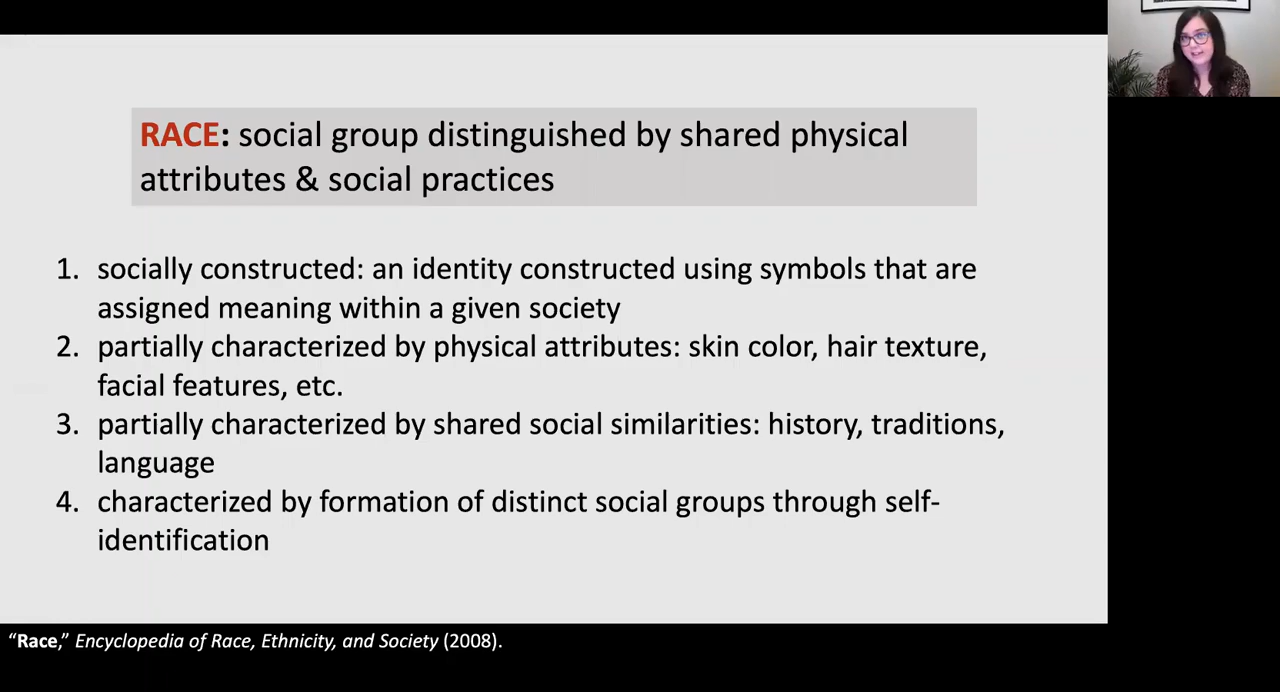 RACE: social group distinguished by shared physical
attributes & social practices
1. socially constructed: an identity constructed using symbols that are
assigned meaning within a given society
2. partially characterized by physical attributes: skin color, hair texture,
facial features, etc.
3. partially characterized by shared social similarities: history, traditions,
language
4. characterized by formation of distinct social groups through self-
identification
“Race,” Encyclopedia of Race, Ethnicity, and Society (2008).